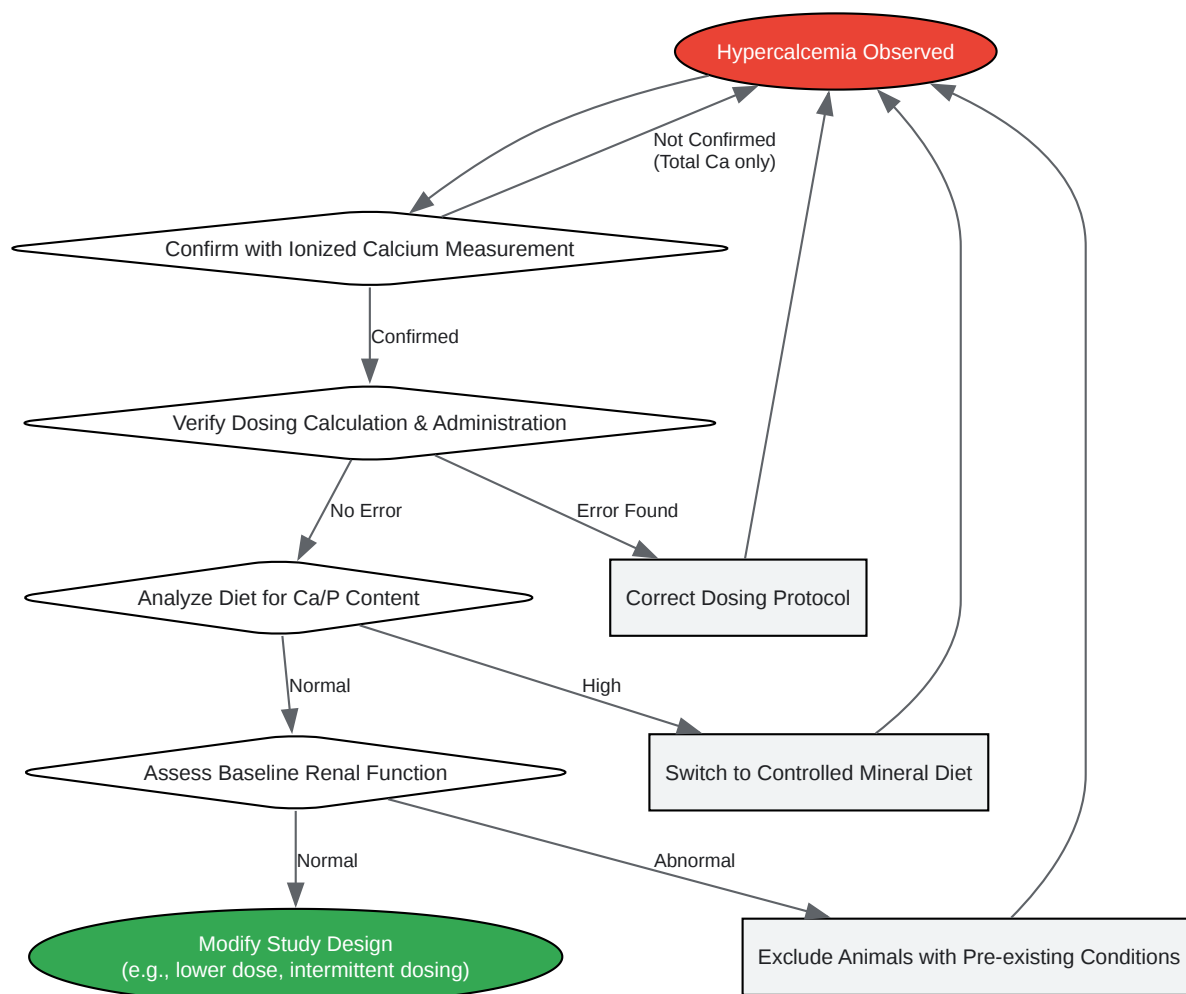 Hypercalcemia Observed
Not Confirmed
(Total Ca only)
Confirm with Ionized Calcium Measurement
Confirmed
Verify Dosing Calculation & Administration
No Error
Error Found
Analyze Diet for Ca/P Content
Correct Dosing Protocol
Normal
High
Assess Baseline Renal Function
Switch to Controlled Mineral Diet
Normal
Abnormal
Modify Study Design
(e.g., lower dose, intermittent dosing)
Exclude Animals with Pre-existing Conditions